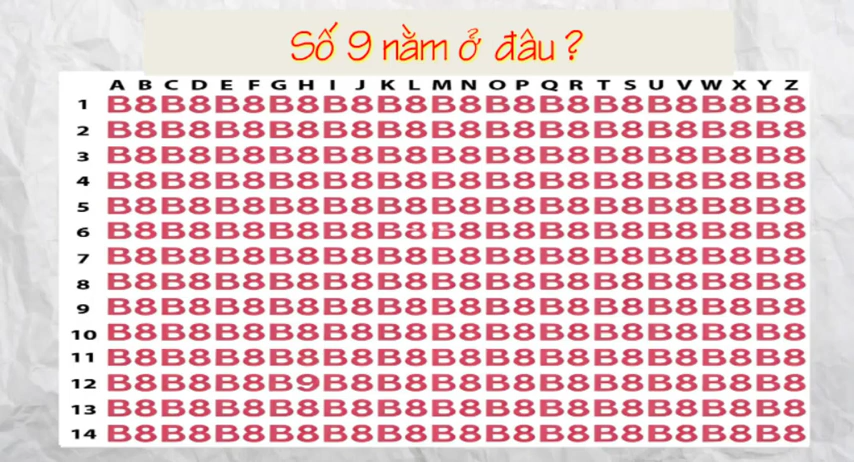 Số 9 nằm ở đâu ?
A B C D E F G H I J K L M N O P Q R T S U V W X Y Z
1 B8B8B8B8B8B8B8B8B8B8B8B8B8
2 B8B8B8B8B8B8B8B8B8B8B8B8B8
3 B8B8B8B8B8B8B8B8B8B8B8B8B8
4 B8B8B8B8B8B8B8B8B8B8B8B8B8
5 B8B8B8B8B8B8B8B8B8B8B8B8B8
6 B8B8B8B8B8B8B8B8B8B8B8B8B8
7 B8B8B8B8B8B8B8B8B8B8B8B8B8
8 B8B8B8B8B8B8B8B8B8B8B8B8B8
9 B8B8B8B8B8B8B8B8B8B8B8B8B8
10 B8B8B8B8B8B8B8B8B8B8B8B8B8
11 B8B8B8B8B8B8B8B8B8B8B8B8B8
12 B8B8B8B9B8B8B8B8B8B8B8B8B8
13 B8B8B8B8B8B8B8B8B8B8B8B8B8
14 B8B8B8B8B8B8B8B8B8B8B8B8B8